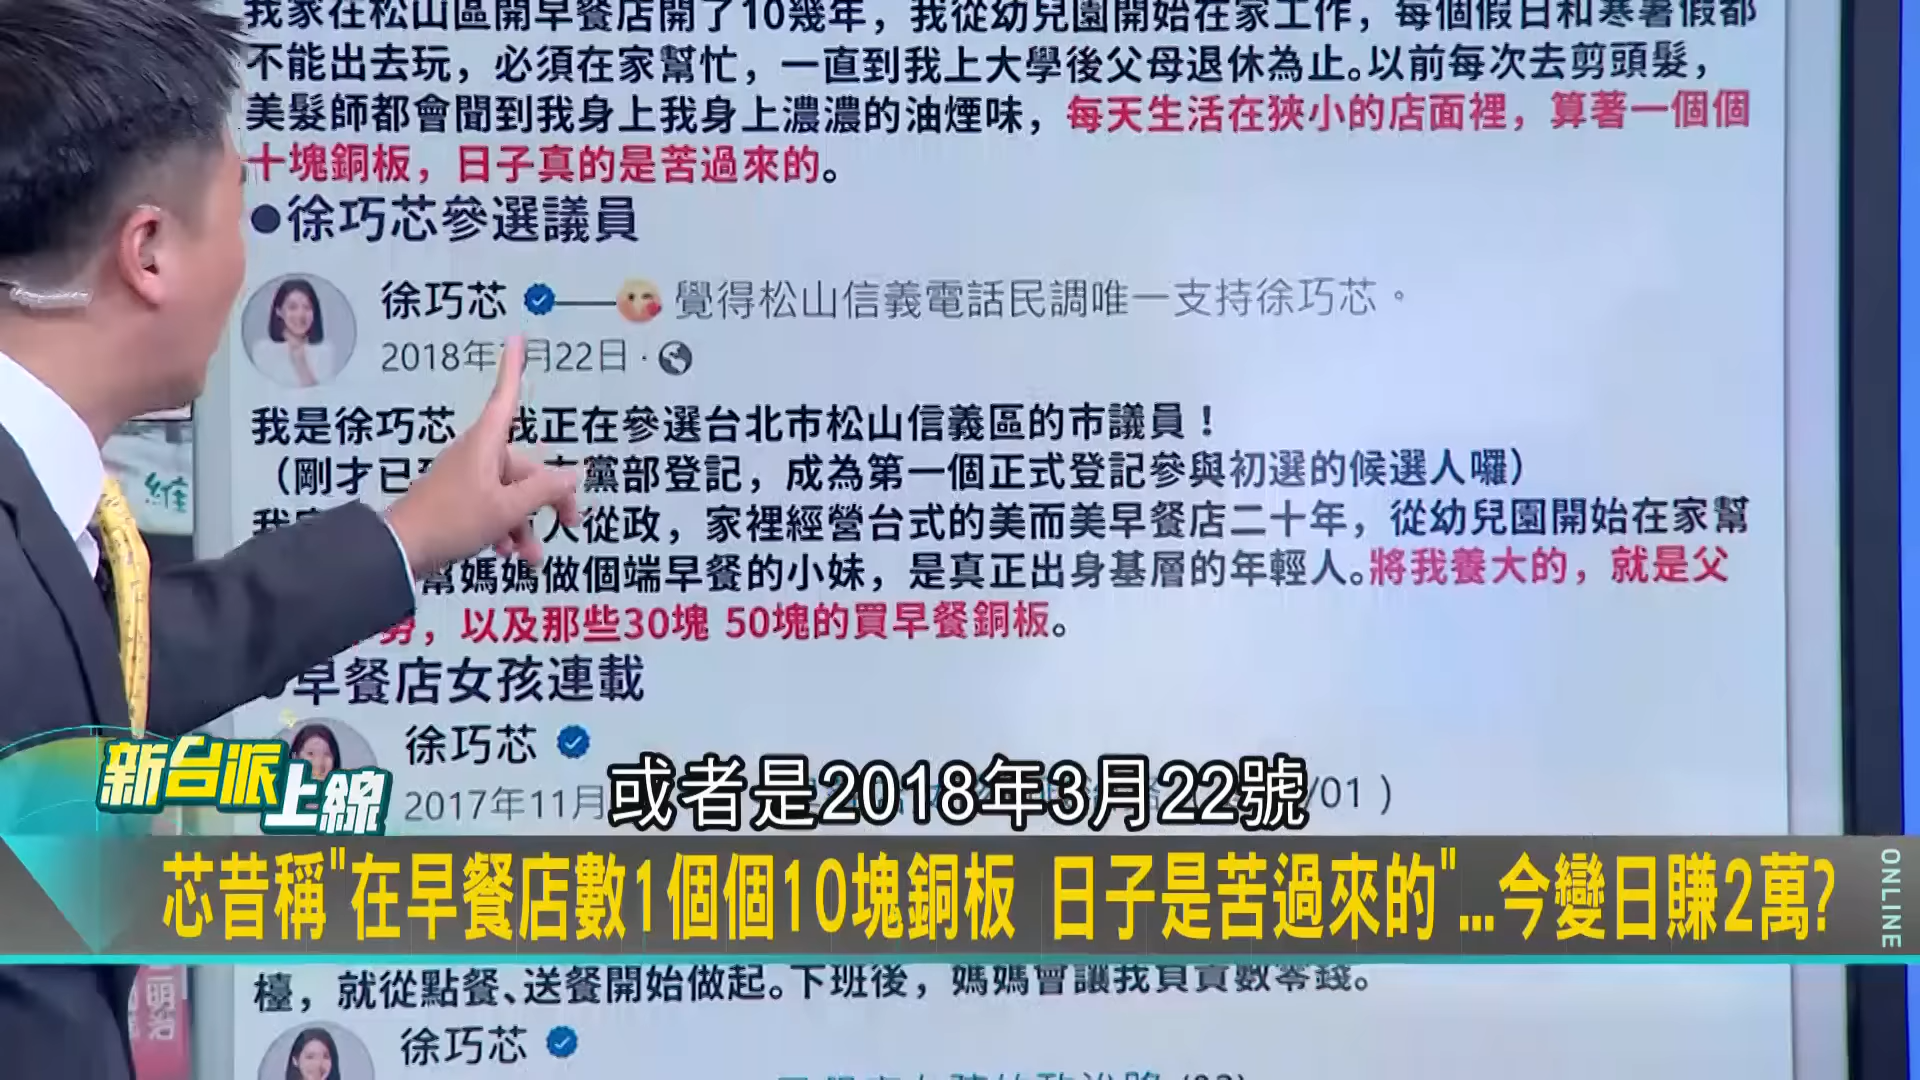 我家在松山區開早餐店開了10幾年，我從幼兒園開始在家工作，每個假日和寒暑假都
不能出去玩，必須在家幫忙，一直到我上大學後父母退休為止。以前每次去剪頭髮，
美髮師都會聞到我身上我身上濃濃的油煙味，每天生活在狹小的店面裡，算著一個個
十塊銅板，日子真的是苦過來的。
●徐巧芯參選議員
徐巧芯 覺得松山信義電話民調唯一支持徐巧芯。
2018年 月22日
我是徐巧芯 我正在參選台北市松山信義區的市議員！
（剛才已 黨部登記，成為第一個正式登記參與初選的候選人囉）
我 人從政，家裡經營台式的美而美早餐店二十年，從幼兒園開始在家幫
幫媽媽做個端早餐的小妹，是真正出身基層的年輕人。將我養大的，就是父
勞，以及那些30塊 50塊的買早餐銅板。
早餐店女孩連載
徐巧芯
2017年11月 /01 )
或者是2018年3月22號
新台派上線
芯昔稱"在早餐店數1個個10塊銅板 日子是苦過來的"...今變日賺2萬?
ONLINE
檯，就從點餐、送餐開始做起。下班後，媽媽會讓我負責數零錢。
徐巧芯
維